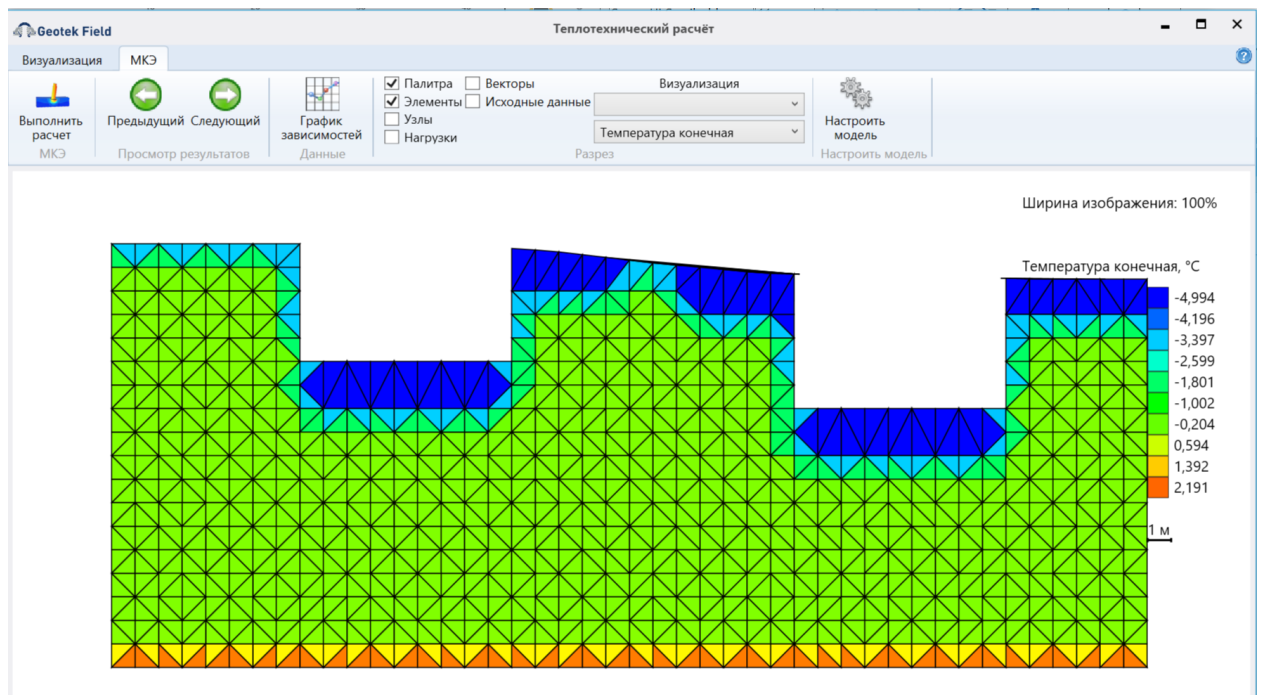 Geotek Field
Теплотехнический расчёт
Визуализация МКЭ
Выполнить расчет
МКЭ
Предыдущий Следующий
Просмотр результатов
График зависимостей
Данные
Палитра Векторы
Элементы Исходные данные
Узлы
Нагрузки
Визуализация
Температура конечная
Разрез
Настроить модель
Настроить модель
Ширина изображения: 100%
Температура конечная, °C
-4,994
-4,196
-3,397
-2,599
-1,801
-1,002
-0,204
0,594
1,392
2,191
1 м